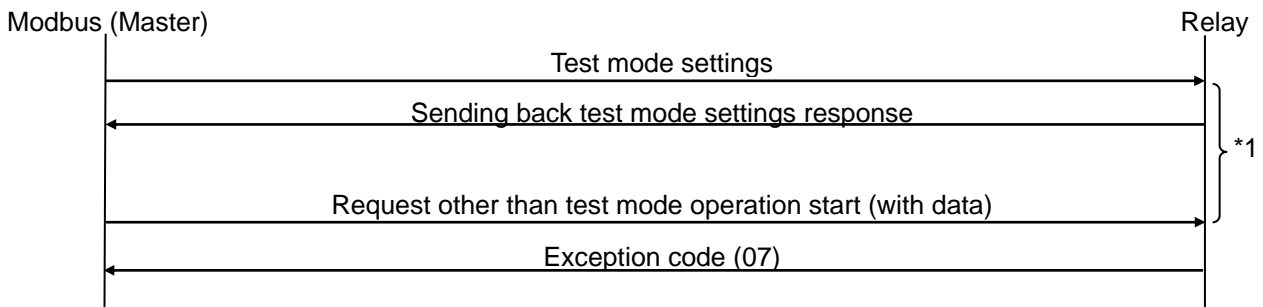 Modbus (Master)
Relay
Test mode settings
Sending back test mode settings response
*1
Request other than test mode operation start (with data)
Exception code (07)